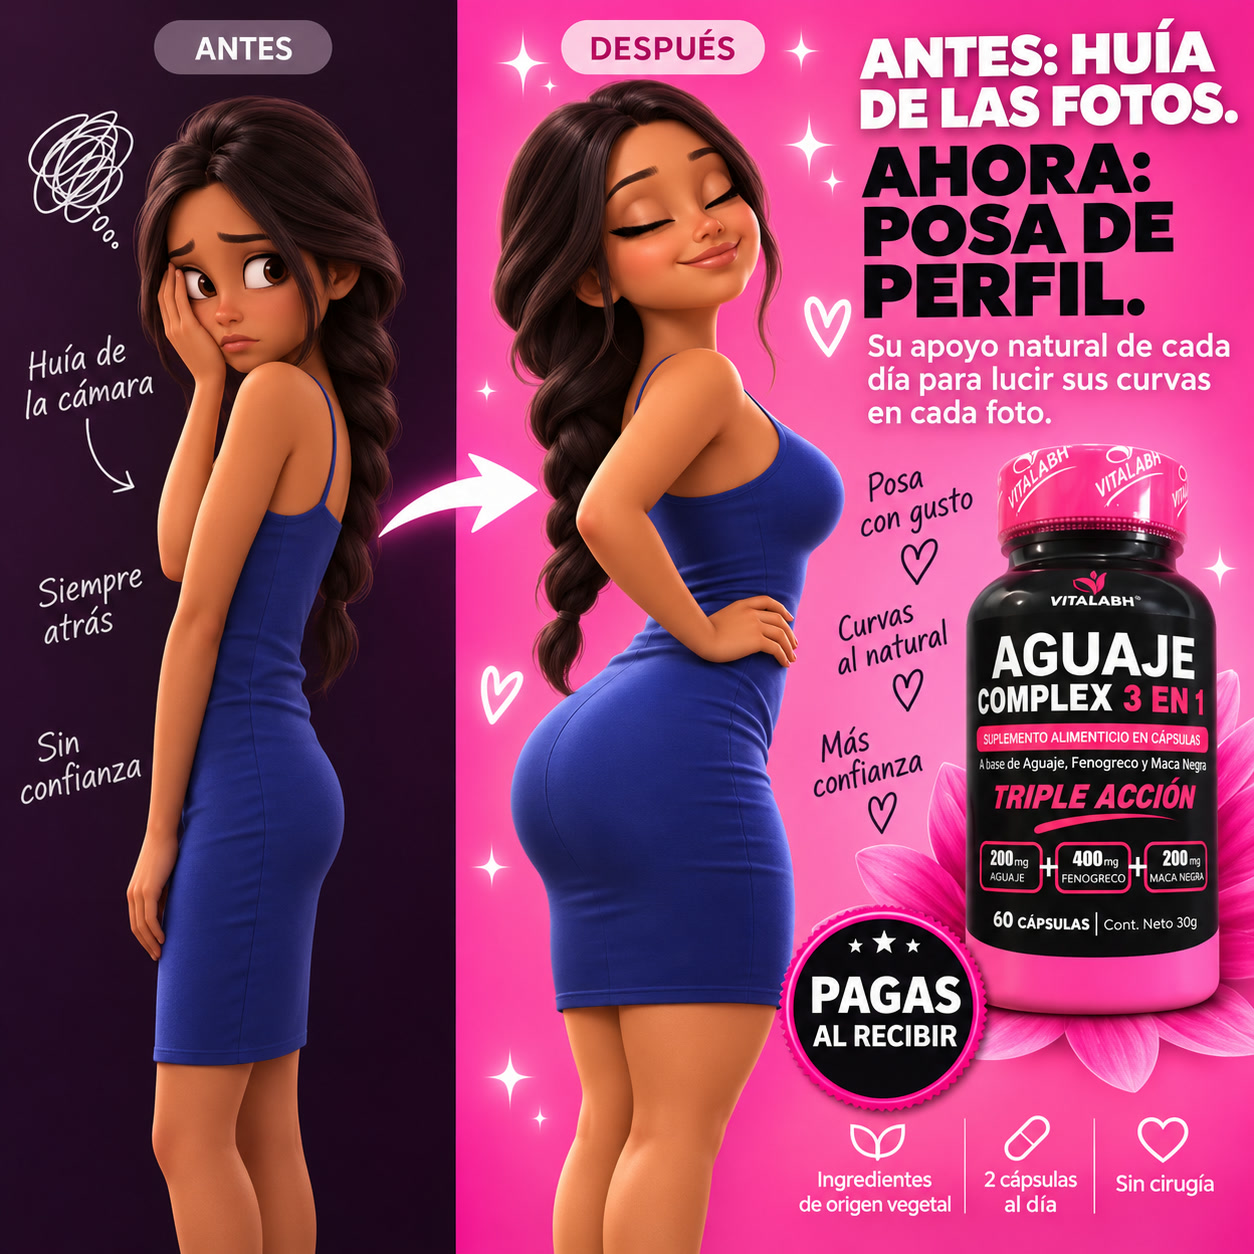 ANTES
DESPUÉS
ANTES: HUÍA
DE LAS FOTOS.
AHORA:
POSA DE
PERFIL.
Su apoyo natural de cada
día para lucir sus curvas
en cada foto.
Huía de
la cámara
Siempre
atrás
Sin
confianza
Posa
con gusto
Curvas
al natural
Más
confianza
VITALABH
VITALABH
VITALABH®
AGUAJE
COMPLEX 3 EN 1
SUPLEMENTO ALIMENTICIO EN CÁPSULAS
A base de Aguaje, Fenogreco y Maca Negra
TRIPLE ACCIÓN
200mg + 400mg + 200mg
AGUAJE FENOGRECO MACA NEGRA
60 CÁPSULAS | Cont. Neto 30g
PAGAS
AL RECIBIR
Ingredientes
de origen vegetal
2 cápsulas
al día
Sin cirugía